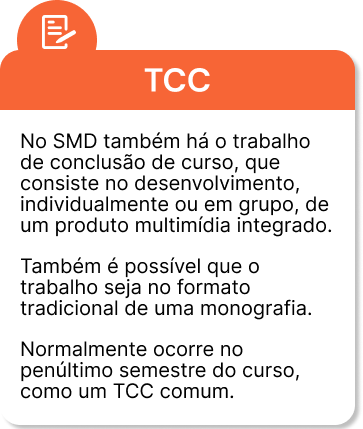 TCC
No SMD também há o trabalho
de conclusão de curso, que
consiste no desenvolvimento,
individualmente ou em grupo, de
um produto multimídia integrado.
Também é possível que o
trabalho seja no formato
tradicional de uma monografia.
Normalmente ocorre no
penúltimo semestre do curso,
como um TCC comum.